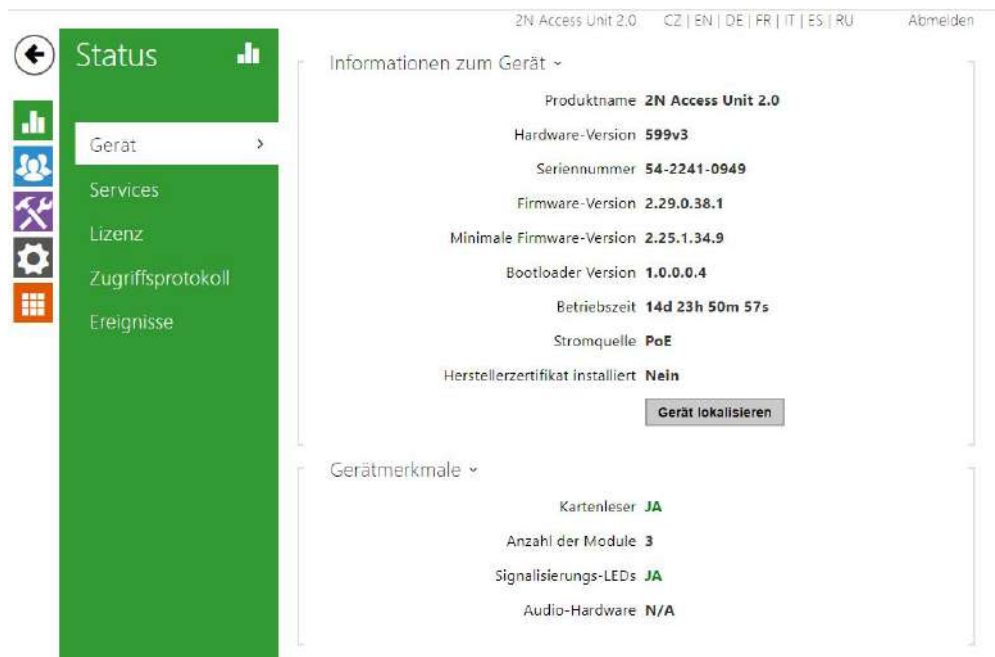 2N Access Unit 2.0 CZ | EN | DE | FR | IT | ES | RU Abmelden
Status
Gerät
Services
Lizenz
Zugriffsprotokoll
Ereignisse
Informationen zum Gerät
Produktname 2N Access Unit 2.0
Hardware-Version 599v3
Seriennummer 54-2241-0949
Firmware-Version 2.29.0.38.1
Minimale Firmware-Version 2.25.1.34.9
Bootloader Version 1.0.0.0.4
Betriebszeit 14d 23h 50m 57s
Stromquelle PoE
Herstellerzertifikat installiert Nein
Gerät lokalisieren
Gerätmerkmale
Kartenleser JA
Anzahl der Module 3
Signalisierungs-LEDs JA
Audio-Hardware N/A